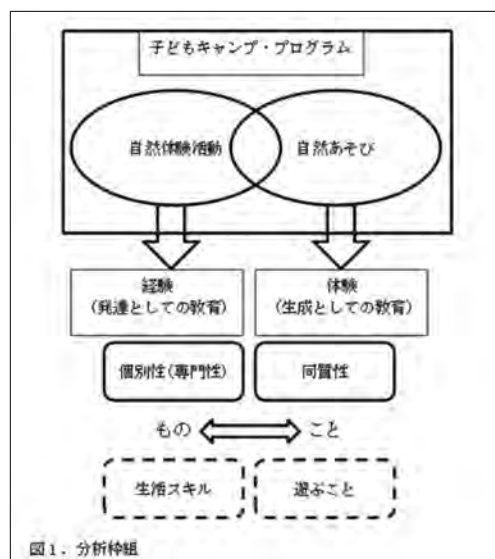 子どもキャンプ・プログラム
自然体験活動
自然あそび
経験
(発達としての教育)
体験
(生成としての教育)
個別性(専門性)
同質性
もの
こと
生活スキル
遊ぶこと
図1. 分析枠組